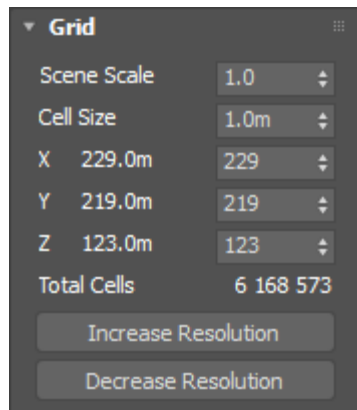 Grid
Scene Scale 1.0
Cell Size 1.0m
X 229.0m 229
Y 219.0m 219
Z 123.0m 123
Total Cells 6 168 573
Increase Resolution
Decrease Resolution